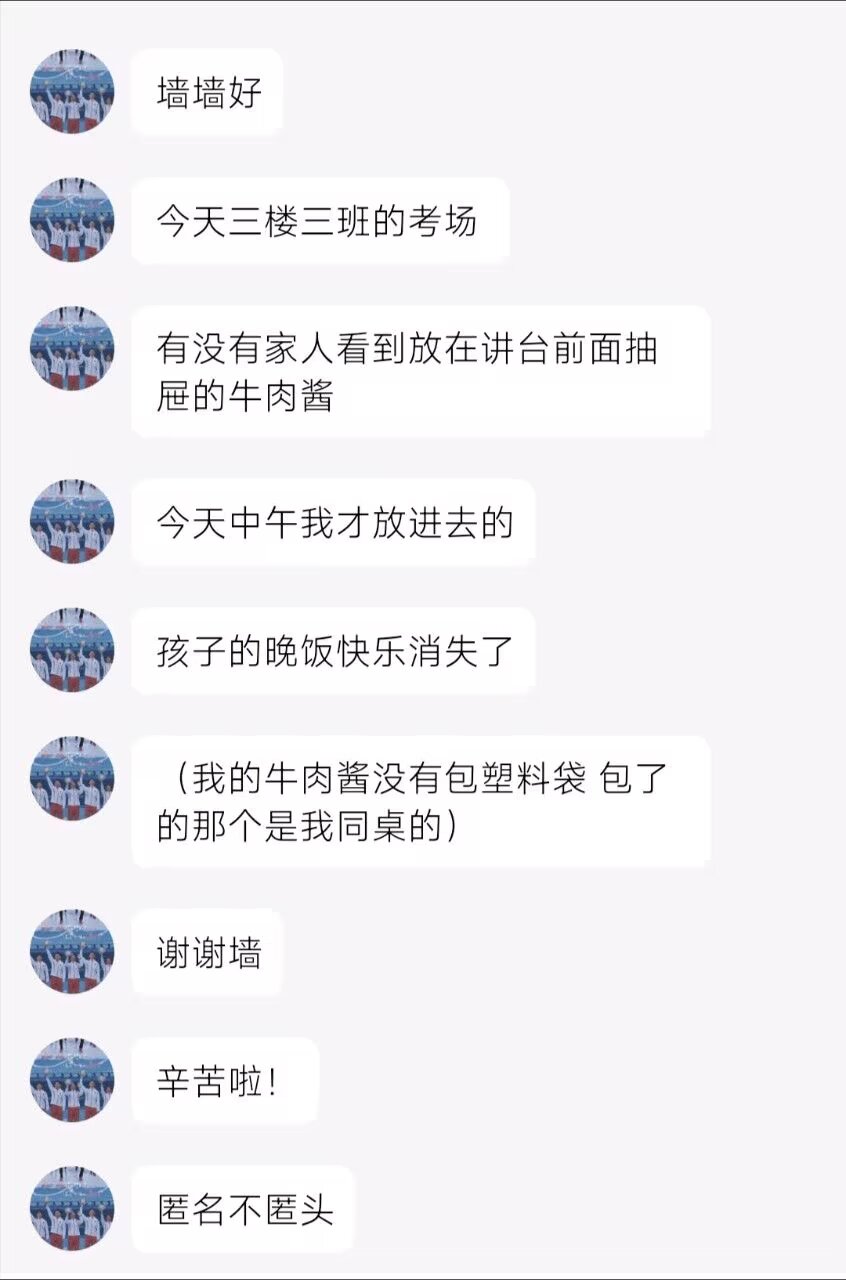 墙墙好
今天三楼三班的考场
有没有家人看到放在讲台前面抽
屉的牛肉酱
今天中午我才放进去的
孩子的晚饭快乐消失了
（我的牛肉酱没有包塑料袋 包了
的那个是我同桌的）
谢谢墙
辛苦啦！
匿名不匿头